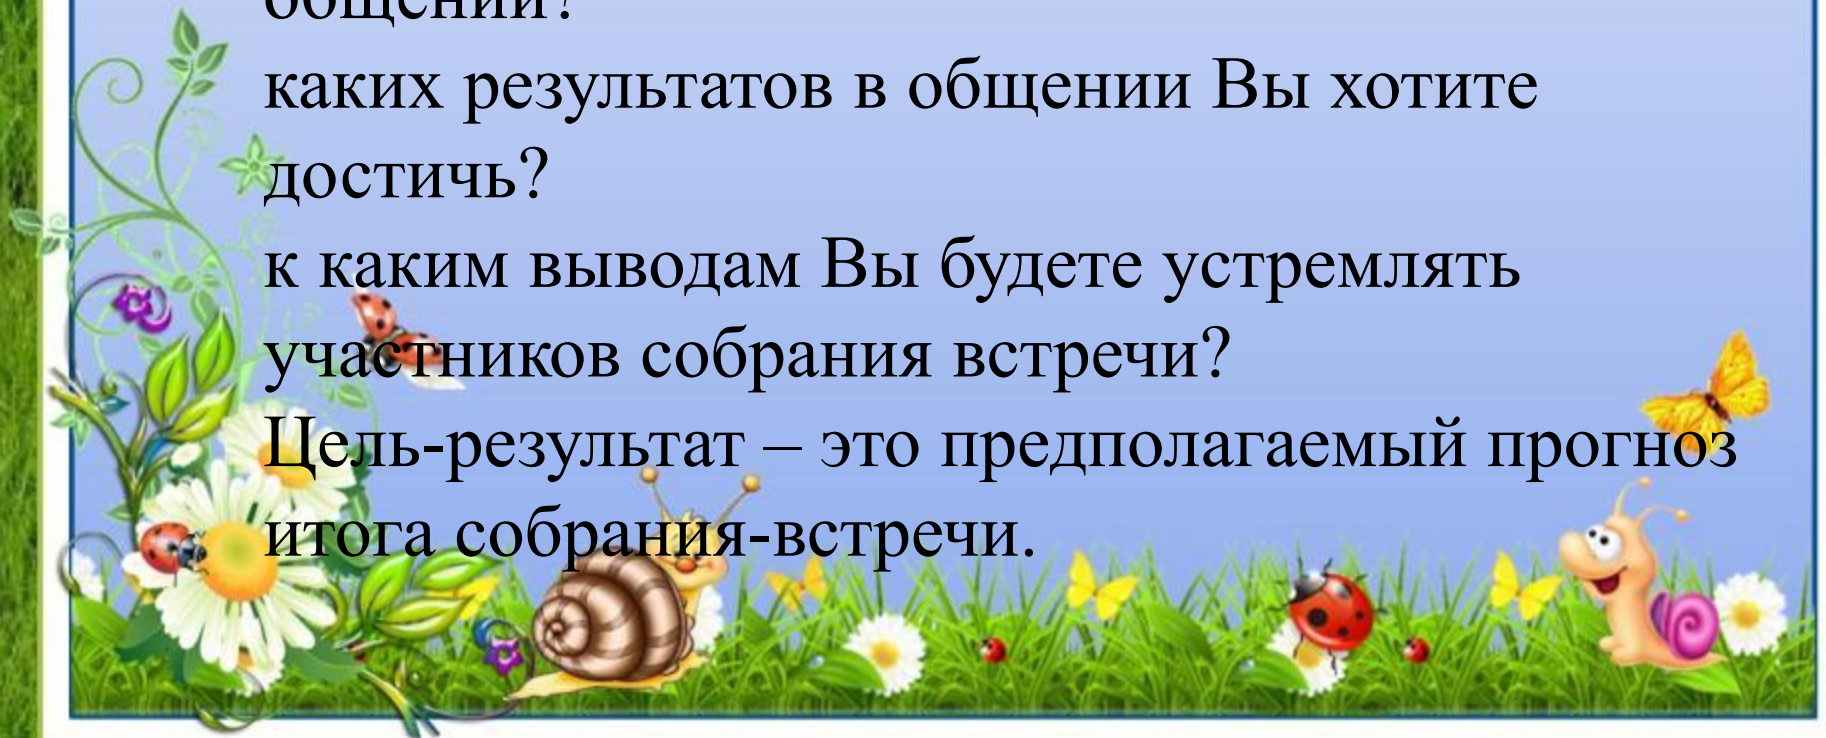 общении?
каких результатов в общении Вы хотите
достичь?
к каким выводам Вы будете устремлять
участников собрания встречи?
Цель-результат – это предполагаемый прогноз
итога собрания-встречи.